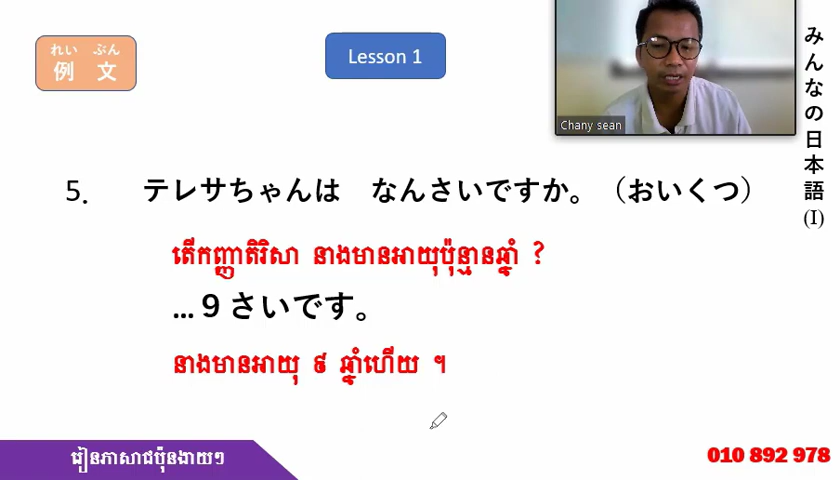 れい ぶん
例 文
Lesson 1
Chany sean
みんなの日本語(I)
5. テレサちゃんは なんさいですか。（おいくつ）
តើកញ្ញាតិរិសា នាងមានអាយុប៉ុន្មានឆ្នាំ ?
...９さいです。
នាងមានអាយុ ៩ ឆ្នាំហើយ ។
រៀនភាសាជប៉ុនងាយៗ
010 892 978